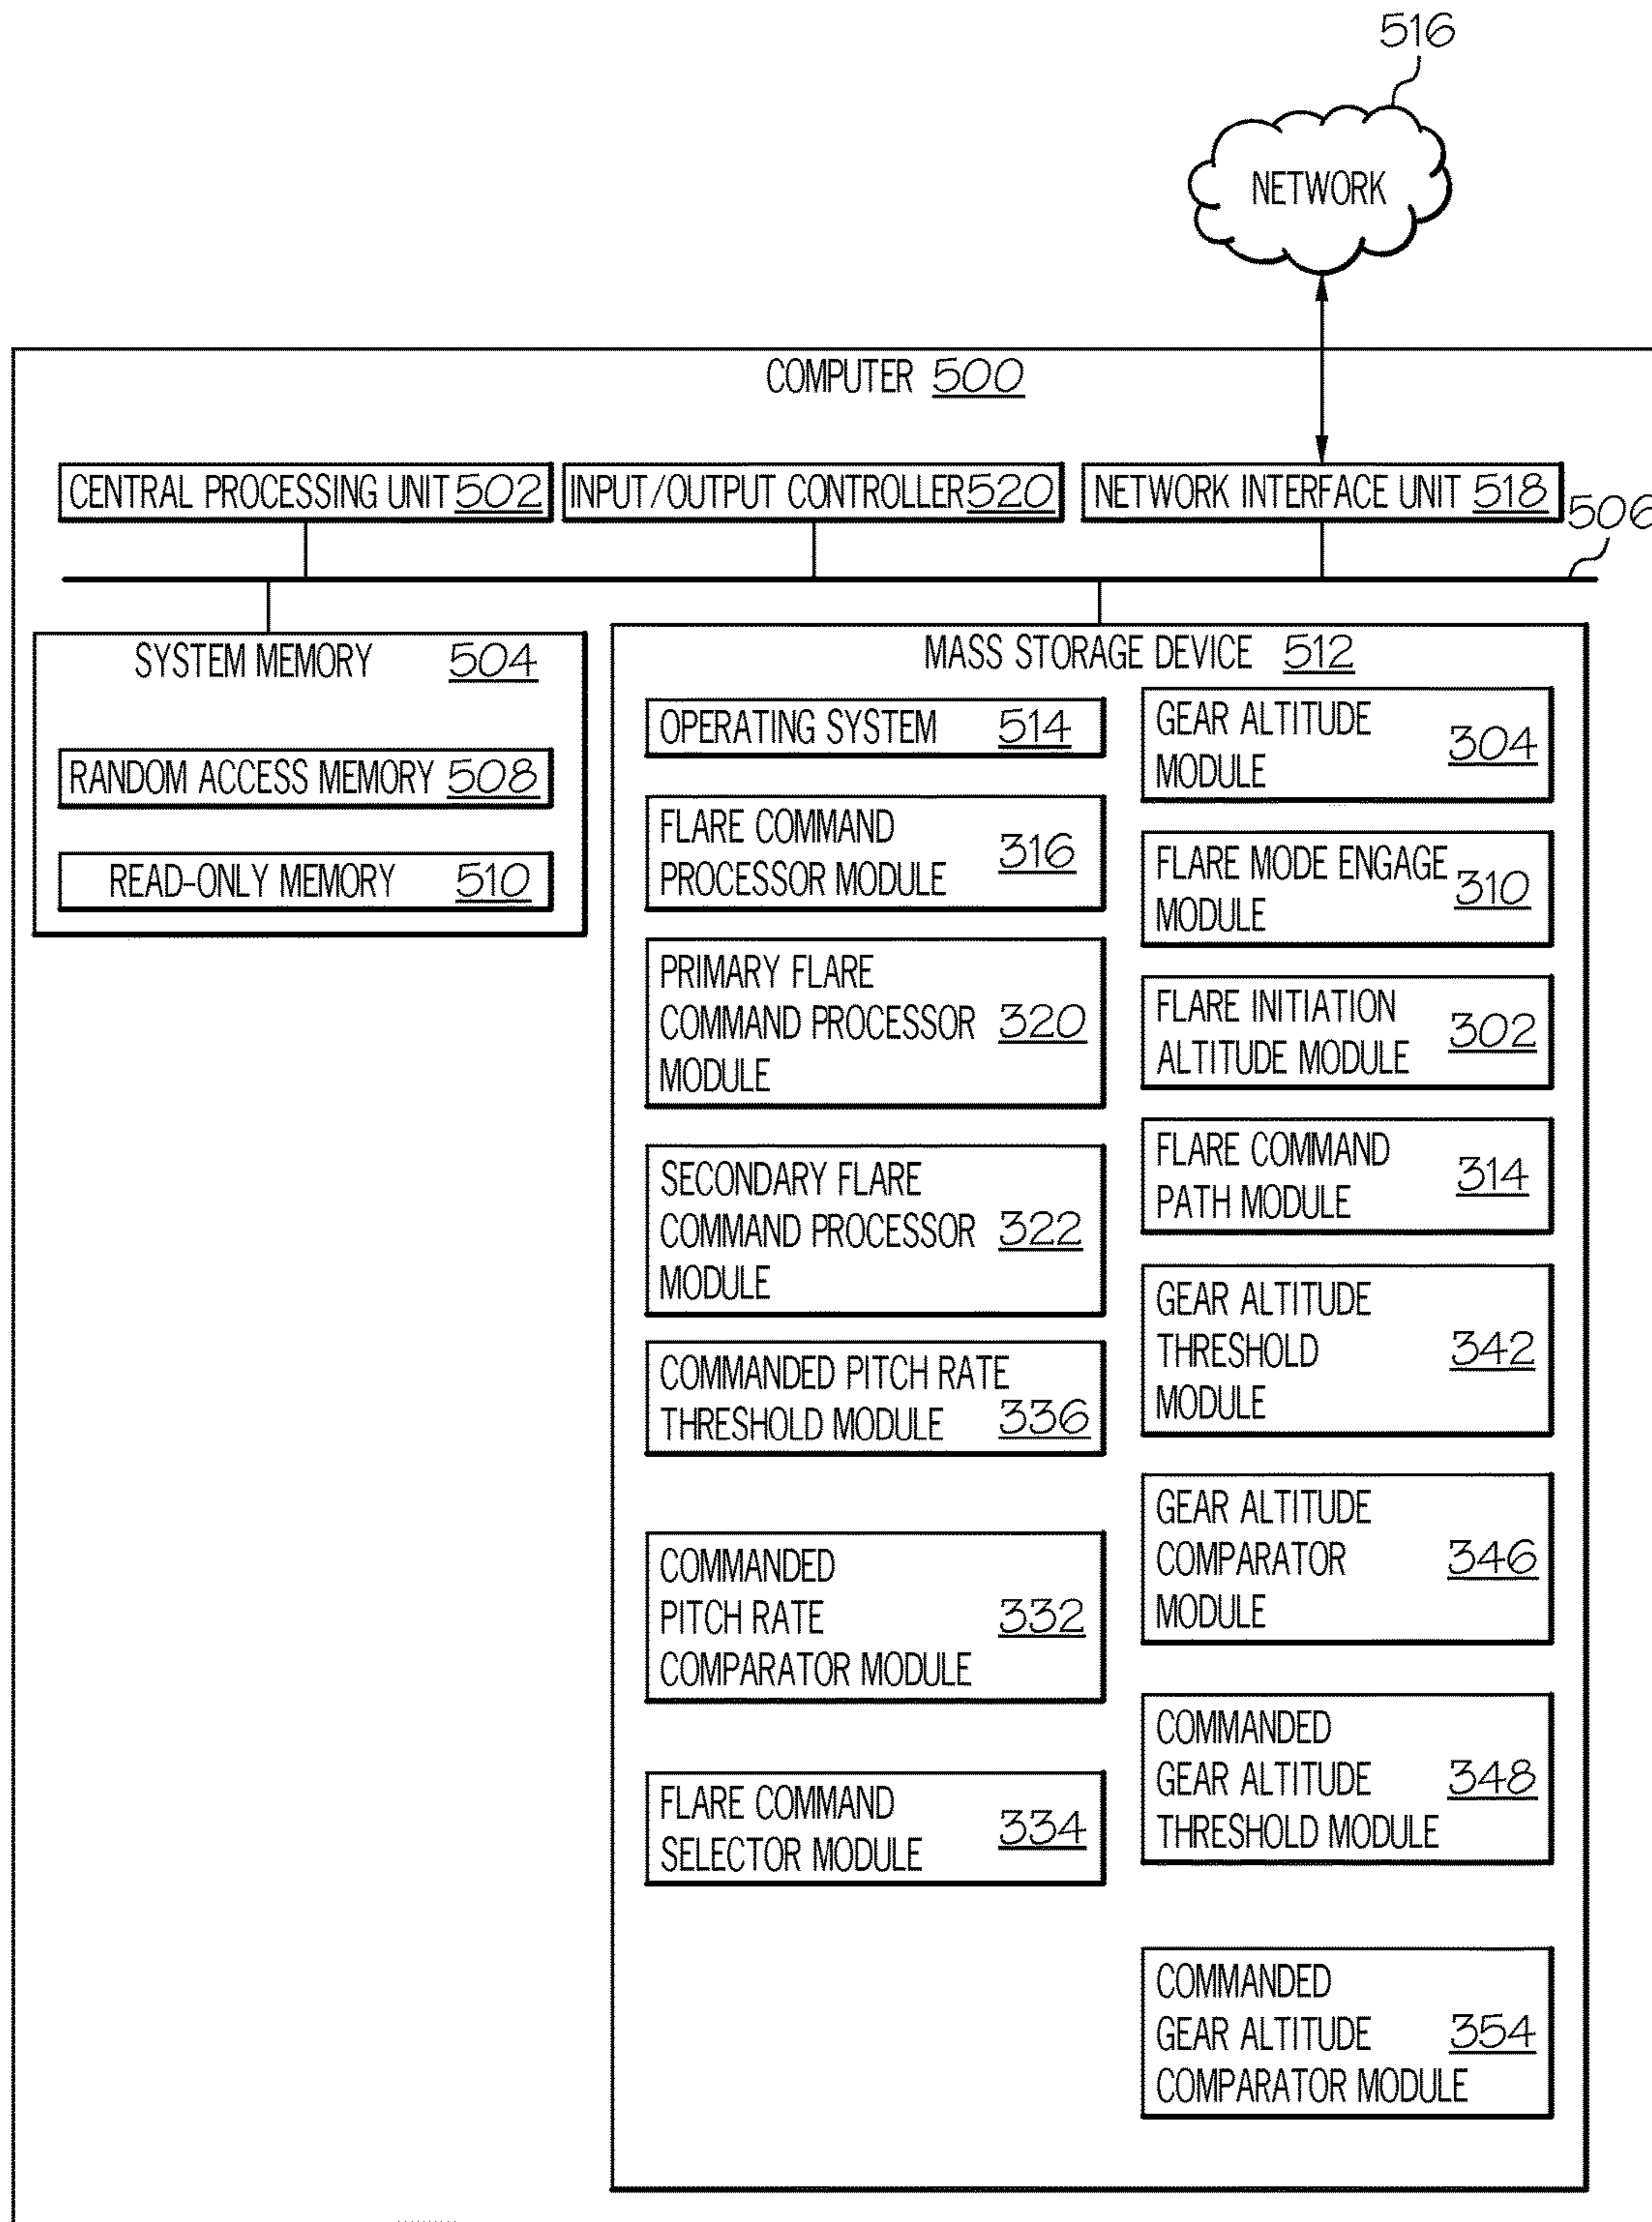 516
NETWORK
COMPUTER 500
CENTRAL PROCESSING UNIT 502
INPUT/OUTPUT CONTROLLER 520
NETWORK INTERFACE UNIT 518
506
SYSTEM MEMORY 504
RANDOM ACCESS MEMORY 508
READ-ONLY MEMORY 510
MASS STORAGE DEVICE 512
OPERATING SYSTEM 514
FLARE COMMAND
PROCESSOR MODULE 316
PRIMARY FLARE
COMMAND PROCESSOR 320
MODULE
SECONDARY FLARE
COMMAND PROCESSOR 322
MODULE
COMMANDED PITCH RATE
THRESHOLD MODULE 336
COMMANDED
PITCH RATE 332
COMPARATOR MODULE
FLARE COMMAND
SELECTOR MODULE 334
GEAR ALTITUDE
MODULE 304
FLARE MODE ENGAGE
MODULE 310
FLARE INITIATION
ALTITUDE MODULE 302
FLARE COMMAND
PATH MODULE 314
GEAR ALTITUDE
THRESHOLD 342
MODULE
GEAR ALTITUDE
COMPARATOR 346
MODULE
COMMANDED
GEAR ALTITUDE 348
THRESHOLD MODULE
COMMANDED
GEAR ALTITUDE 354
COMPARATOR MODULE